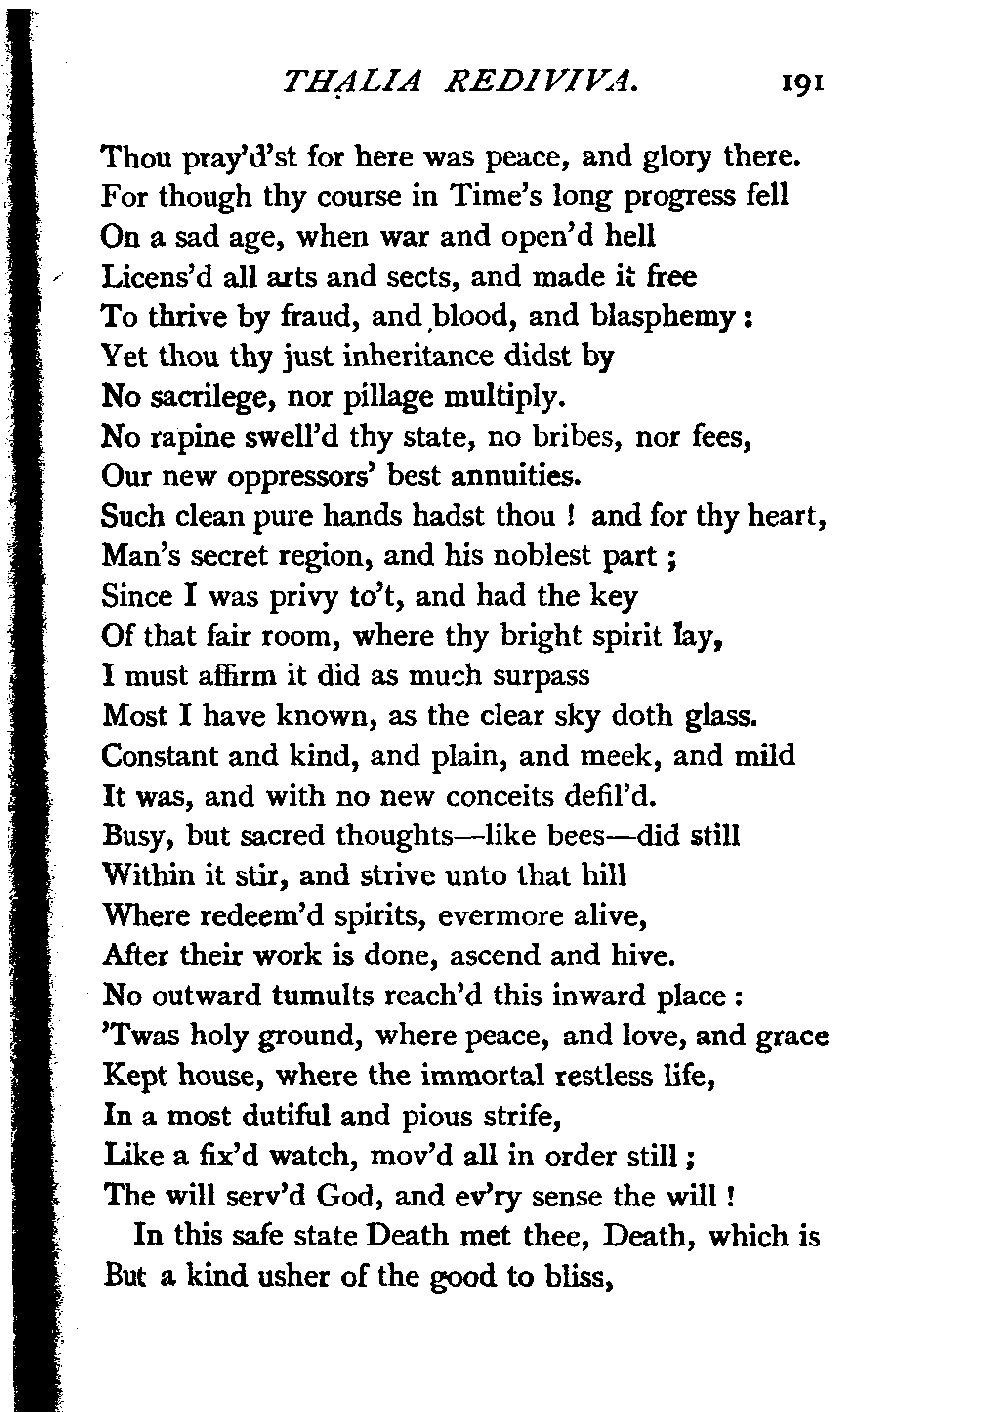 THALIA REDIVIVA. 191
Thou pray'd'st for here was peace, and glory there.
For though thy course in Time's long progress fell
On a sad age, when war and open'd hell
Licens'd all arts and sects, and made it free
To thrive by fraud, and blood, and blasphemy :
Yet thou thy just inheritance didst by
No sacrilege, nor pillage multiply.
No rapine swell'd thy state, no bribes, nor fees,
Our new oppressors' best annuities.
Such clean pure hands hadst thou ! and for thy heart,
Man's secret region, and his noblest part ;
Since I was privy to't, and had the key
Of that fair room, where thy bright spirit lay,
I must affirm it did as much surpass
Most I have known, as the clear sky doth glass.
Constant and kind, and plain, and meek, and mild
It was, and with no new conceits defil'd.
Busy, but sacred thoughts—like bees—did still
Within it stir, and strive unto that hill
Where redeem'd spirits, evermore alive,
After their work is done, ascend and hive.
No outward tumults reach'd this inward place :
'Twas holy ground, where peace, and love, and grace
Kept house, where the immortal restless life,
In a most dutiful and pious strife,
Like a fix'd watch, mov'd all in order still ;
The will serv'd God, and ev'ry sense the will !
In this safe state Death met thee, Death, which is
But a kind usher of the good to bliss,